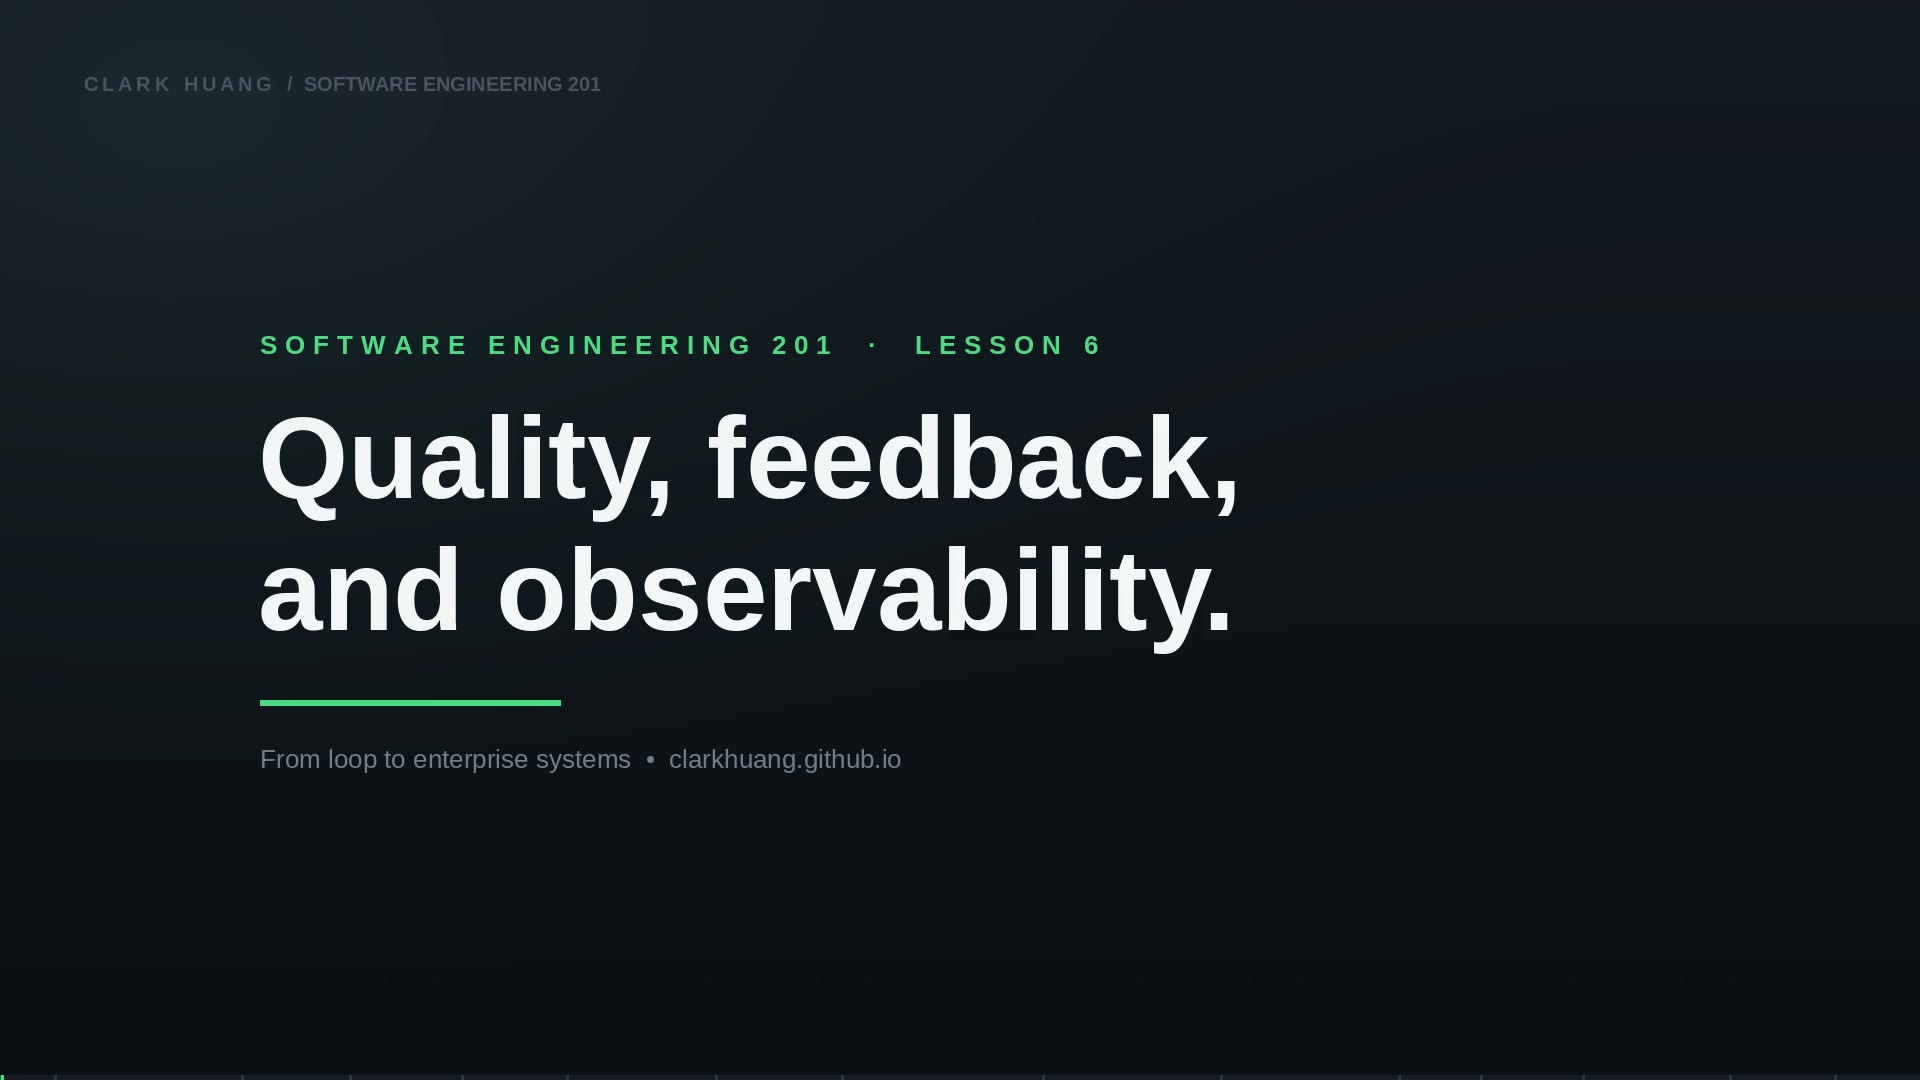 CLARK HUANG / SOFTWARE ENGINEERING 201
SOFTWARE ENGINEERING 201 · LESSON 6
Quality, feedback,
and observability.
From loop to enterprise systems • clarkhuang.github.io